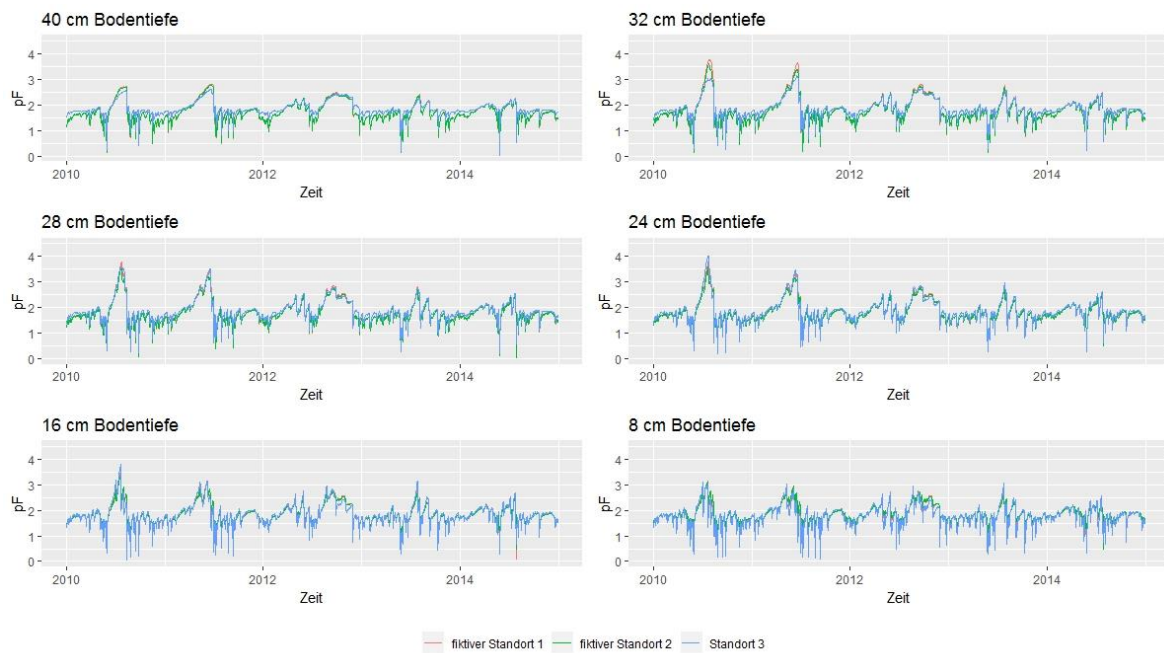 40 cm Bodentiefe
32 cm Bodentiefe
pF
4
3
2
1
0
2010
2012
2014
Zeit
pF
4
3
2
1
0
2010
2012
2014
Zeit
28 cm Bodentiefe
24 cm Bodentiefe
pF
4
3
2
1
0
2010
2012
2014
Zeit
pF
4
3
2
1
0
2010
2012
2014
Zeit
16 cm Bodentiefe
8 cm Bodentiefe
pF
4
3
2
1
0
2010
2012
2014
Zeit
pF
4
3
2
1
0
2010
2012
2014
Zeit
fiktiver Standort 1 fiktiver Standort 2 Standort 3